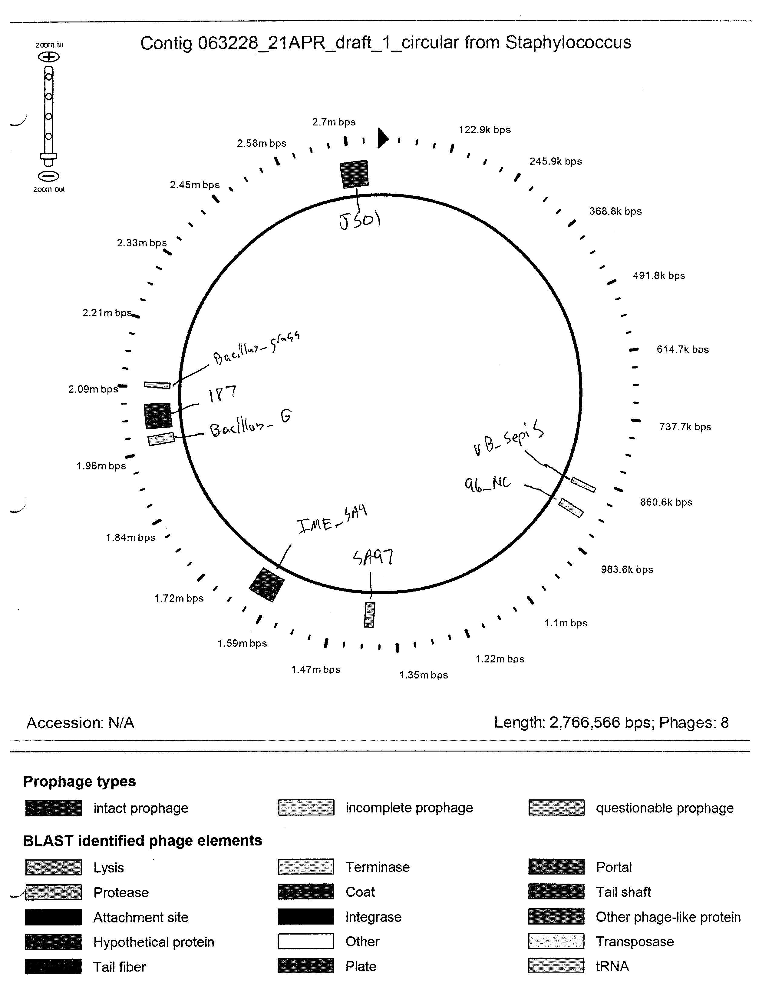 zoom in
Contig 063228_21APR_draft_1_circular from Staphylococcus
zoom out
2.7m bps
122.9k bps
2.58m bps
245.9k bps
2.45m bps
368.8k bps
JS01
2.33m bps
491.8k bps
2.21m bps
Bacillus_grass
614.7k bps
2.09m bps
187
Bacillus_G
737.7k bps
vB_SepiS
1.96m bps
96_NC
860.6k bps
IME_SA4
1.84m bps
SA97
983.6k bps
1.72m bps
1.1m bps
1.59m bps
1.22m bps
1.47m bps
1.35m bps
Accession: N/A
Length: 2,766,566 bps; Phages: 8
Prophage types
intact prophage
incomplete prophage
questionable prophage
BLAST identified phage elements
Lysis
Terminase
Portal
Protease
Coat
Tail shaft
Attachment site
Integrase
Other phage-like protein
Hypothetical protein
Other
Transposase
Tail fiber
Plate
tRNA